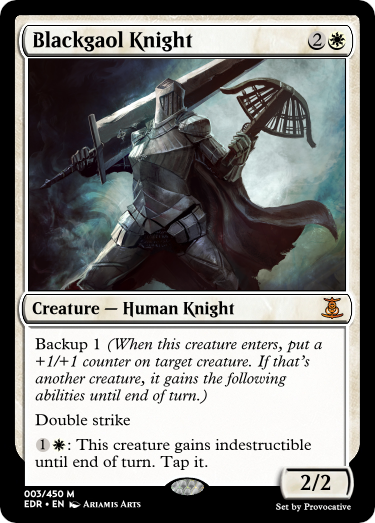 Blackgaol Knight 2
Creature — Human Knight
Backup 1 (When this creature enters, put a
+1/+1 counter on target creature. If that's
another creature, it gains the following
abilities until end of turn.)
Double strike
1 : This creature gains indestructible
until end of turn. Tap it.
2/2
003/450 M
EDR • EN Ariamis Arts
Set by Provocative